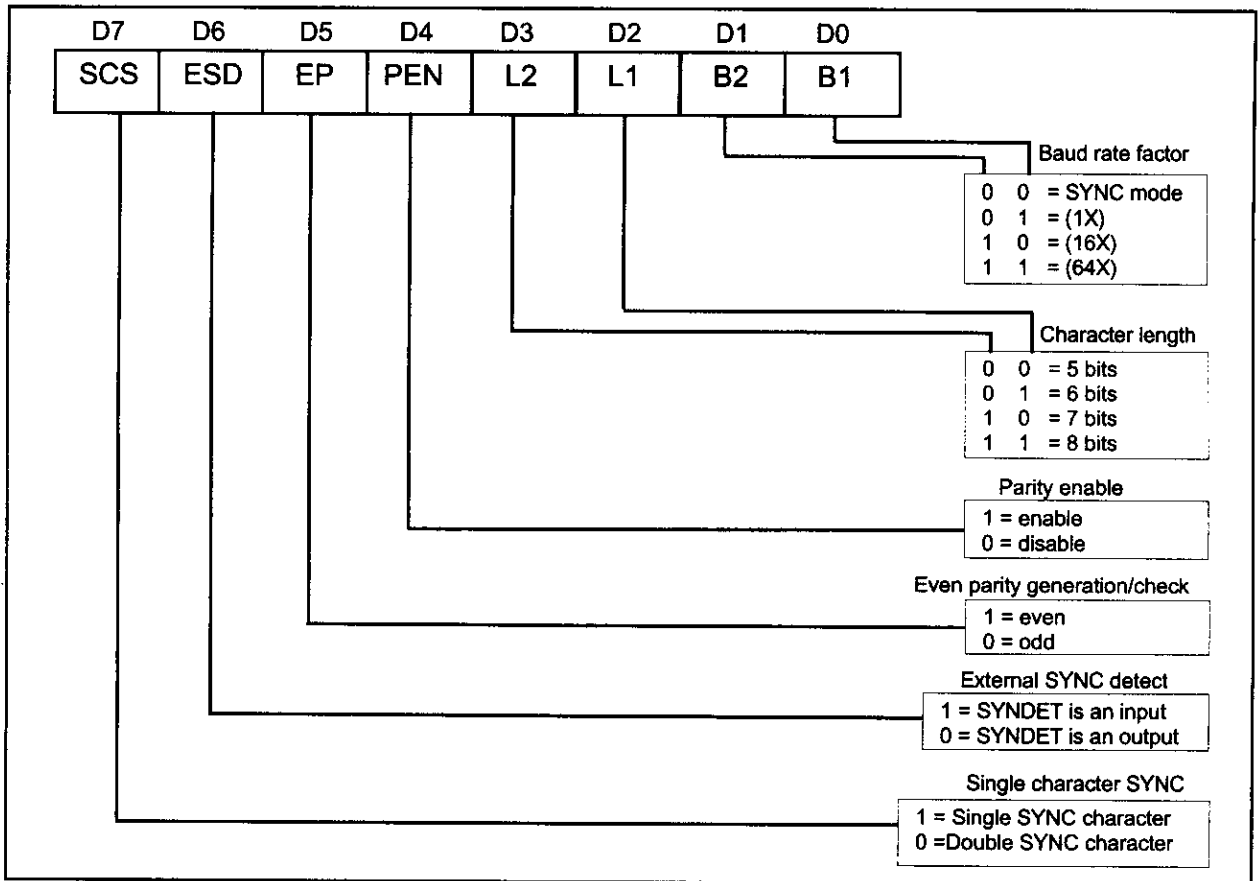 D7 D6 D5 D4 D3 D2 D1 D0
SCS ESD EP PEN L2 L1 B2 B1
Baud rate factor
0 0 = SYNC mode
0 1 = (1X)
1 0 = (16X)
1 1 = (64X)
Character length
0 0 = 5 bits
0 1 = 6 bits
1 0 = 7 bits
1 1 = 8 bits
Parity enable
1 = enable
0 = disable
Even parity generation/check
1 = even
0 = odd
External SYNC detect
1 = SYNDET is an input
0 = SYNDET is an output
Single character SYNC
1 = Single SYNC character
0 =Double SYNC character